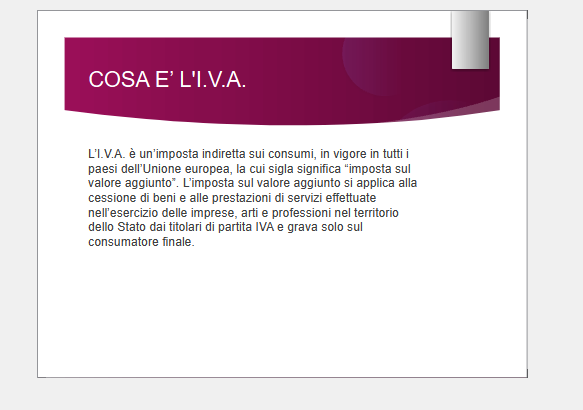 COSA E’ L'I.V.A.
L’I.V.A. è un’imposta indiretta sui consumi, in vigore in tutti i
paesi dell’Unione europea, la cui sigla significa “imposta sul
valore aggiunto”. L’imposta sul valore aggiunto si applica alla
cessione di beni e alle prestazioni di servizi effettuate
nell’esercizio delle imprese, arti e professioni nel territorio
dello Stato dai titolari di partita IVA e grava solo sul
consumatore finale.